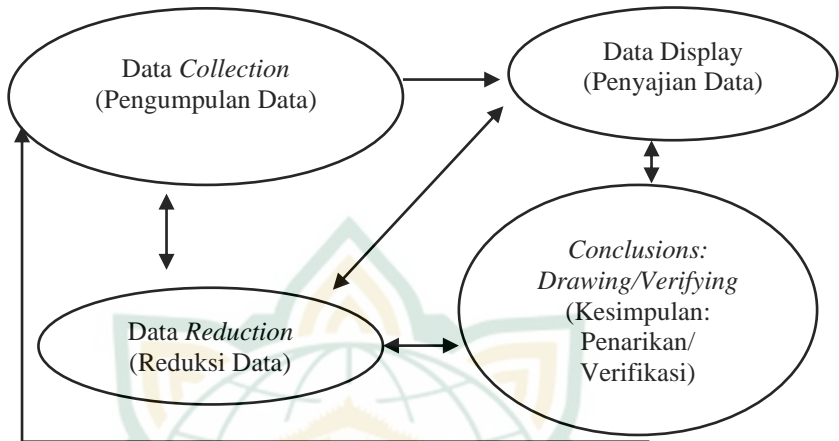 Data Collection
(Pengumpulan Data)
Data Display
(Penyajian Data)
Data Reduction
(Reduksi Data)
Conclusions:
Drawing/Verifying
(Kesimpulan:
Penarikan/
Verifikasi)